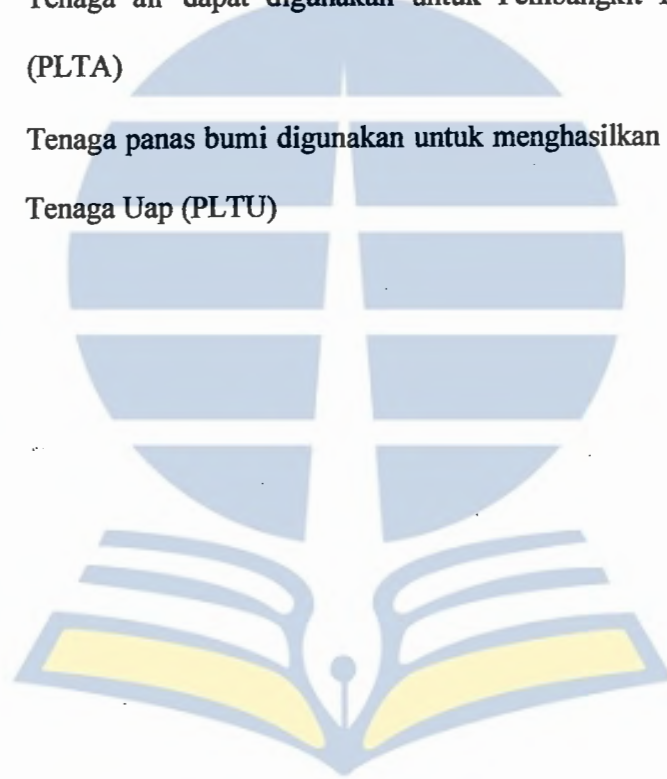 Tenaga air dapat digunakan untuk Pembangkit
(PLTA)
Tenaga panas bumi digunakan untuk menghasilkan
Tenaga Uap (PLTU)